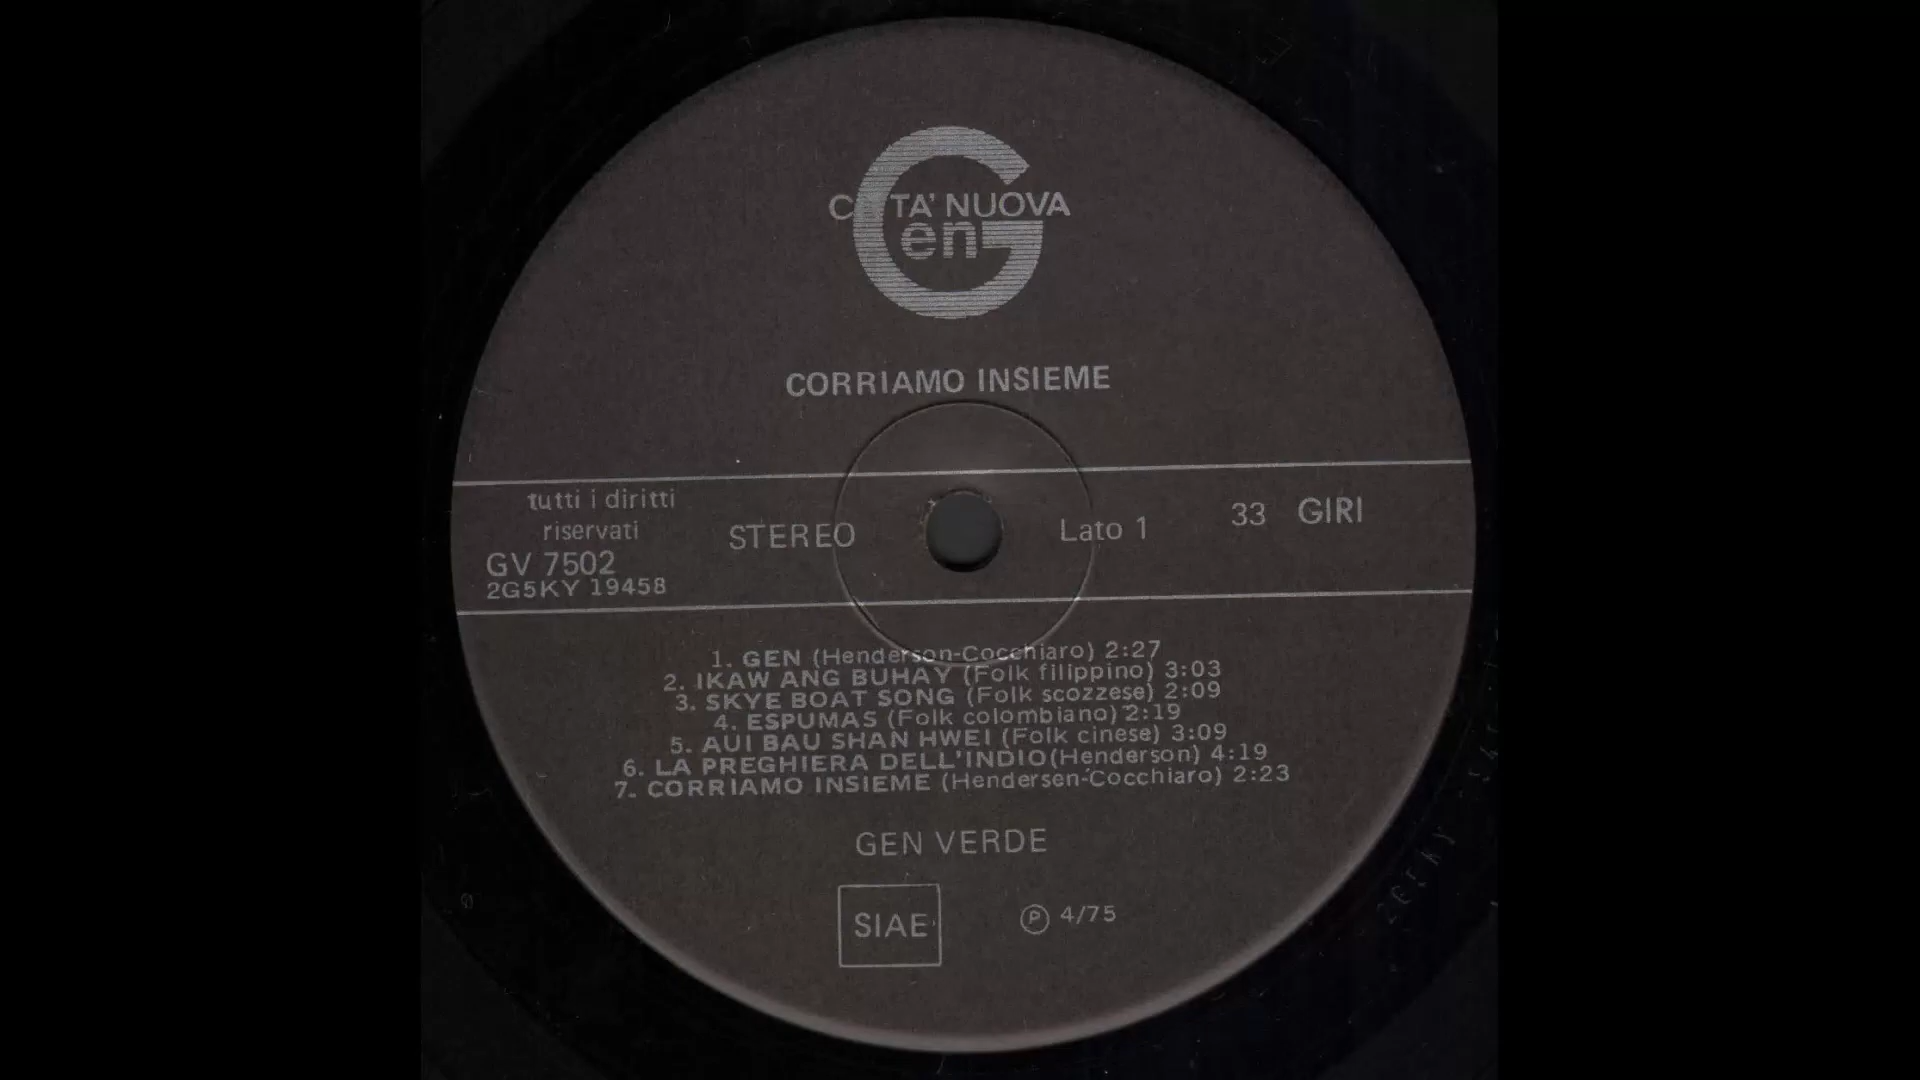 CITTA' NUOVA
Gen
CORRIAMO INSIEME
tutti i diritti
riservati
GV 7502
2G5KY 19458
STEREO
Lato 1
33 GIRI
1. GEN (Henderson-Cocchiaro) 2:27
2. IKAW ANG BUHAY (Folk filippino) 3:03
3. SKYE BOAT SONG (Folk scozzese) 2:09
4. ESPUMAS (Folk colombiano) 2:19
5. AUI BAU SHAN HWEI (Folk cinese) 3:09
6. LA PREGHIERA DELL'INDIO(Henderson) 4:19
7. CORRIAMO INSIEME (Hendersen-Cocchiaro) 2:23
GEN VERDE
SIAE
Ⓟ 4/75